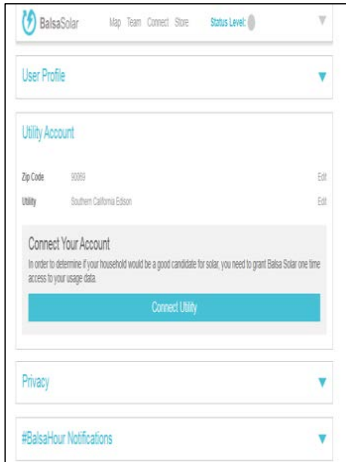 BalsaSolar Map Team Connect Store Status Level:
User Profile
Utility Account
Zip Code 90959
Utility Southern California Edison Edit
Connect Your Account
In order to determine if your household would be a good candidate for solar, you need to grant Balsa Solar one time
access to your usage data.
Connect Utility
Privacy
#BalsaHour Notifications